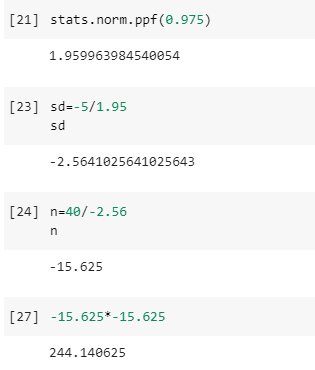 [21] stats.norm.ppf(0.975)
1.959963984540054
[23] sd=-5/1.95
sd
-2.5641025641025643
[24] n=40/-2.56
n
-15.625
[27] -15.625*-15.625
244.140625